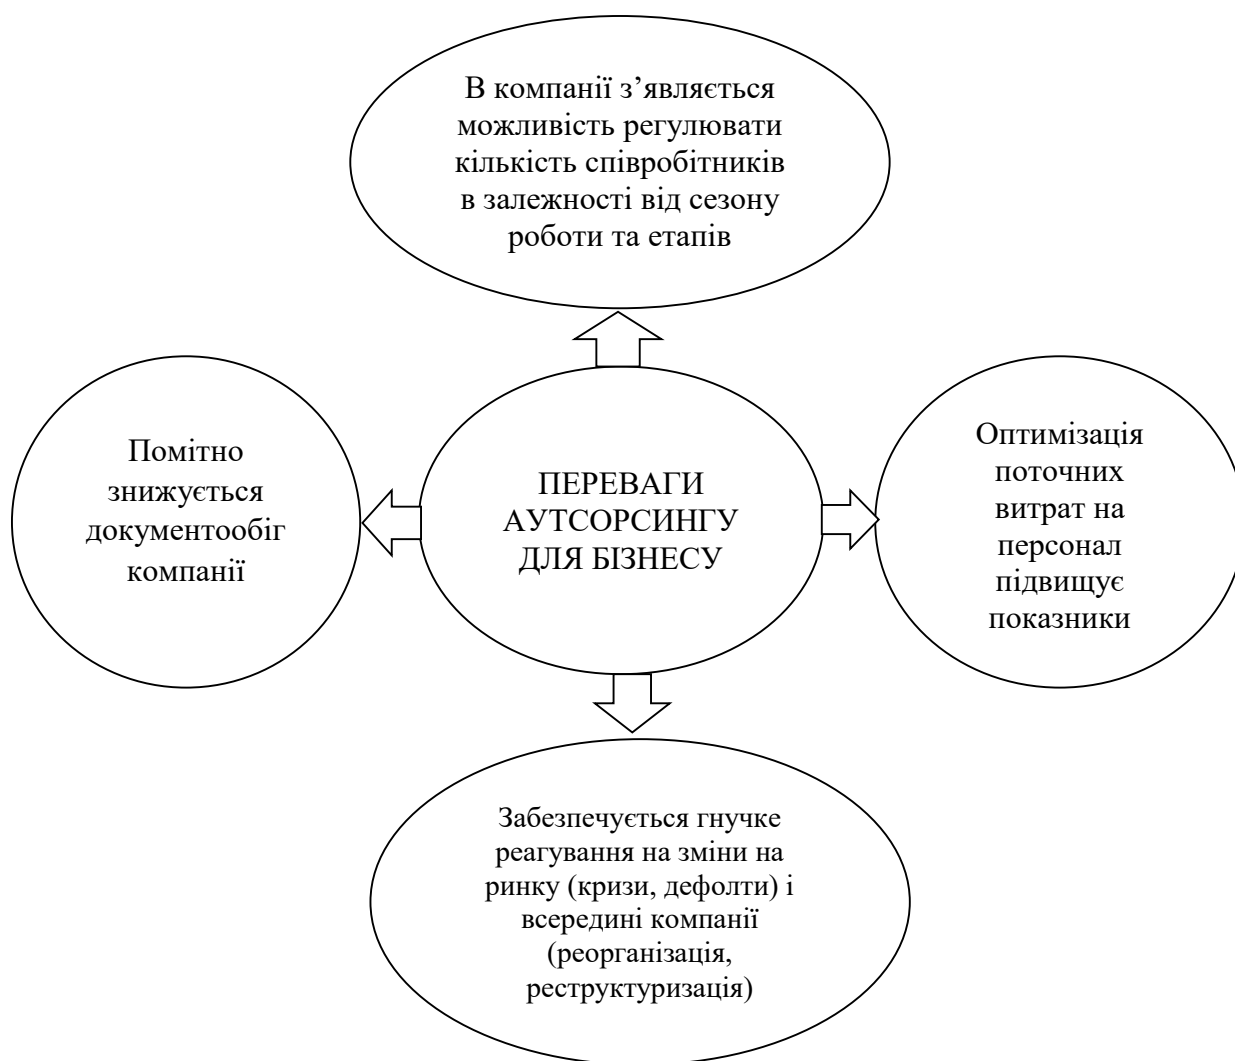 В компанії з’являється
можливість регулювати
кількість співробітників
в залежності від сезону
роботи та етапів
Помітно
знижується
документообіг
компанії
ПЕРЕВАГИ
АУТСОРСИНГУ
ДЛЯ БІЗНЕСУ
Оптимізація
поточних
витрат на
персонал
підвищує
показники
Забезпечується гнучке
реагування на зміни на
ринку (кризи, дефолти) і
всередині компанії
(реорганізація,
реструктуризація)